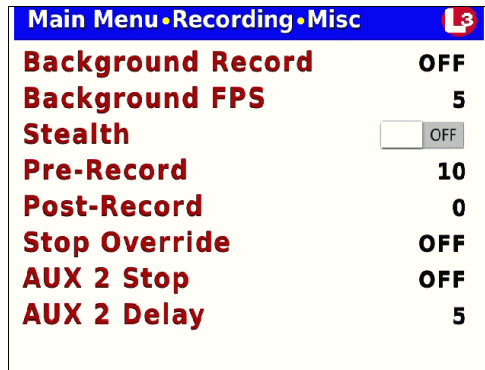 Main Menu•Recording•Misc L3
Background Record OFF
Background FPS 5
Stealth OFF
Pre-Record 10
Post-Record 0
Stop Override OFF
AUX 2 Stop OFF
AUX 2 Delay 5